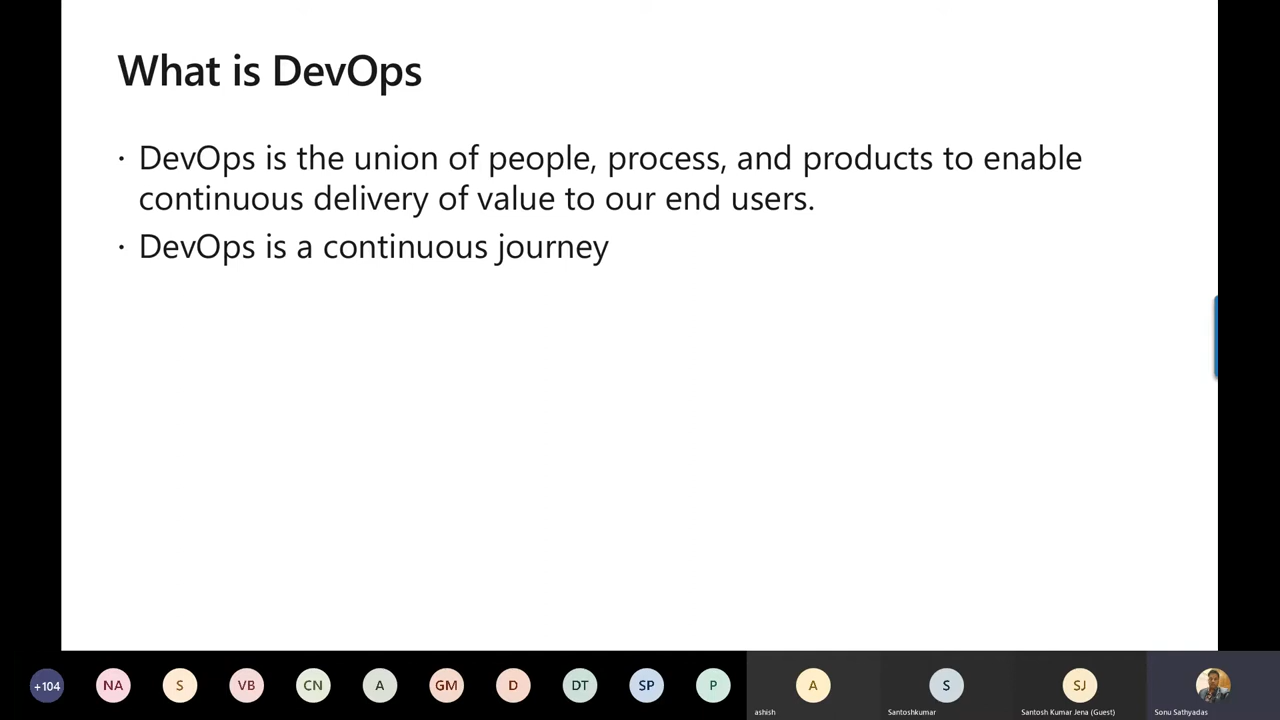 What is DevOps
• DevOps is the union of people, process, and products to enable
continuous delivery of value to our end users.
• DevOps is a continuous journey
+104
NA
S
VB
CN
A
GM
D
DT
SP
P
A
ashish
S
Santoshkumar
SJ
Santosh Kumar Jena (Guest)
Sonu Sathyadas